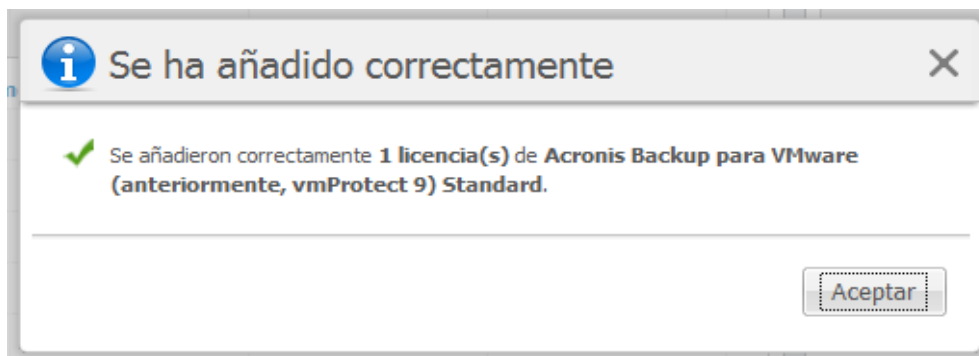 Se ha añadido correctamente
Se añadieron correctamente 1 licencia(s) de Acronis Backup para VMware
(anteriormente, vmProtect 9) Standard.
Aceptar